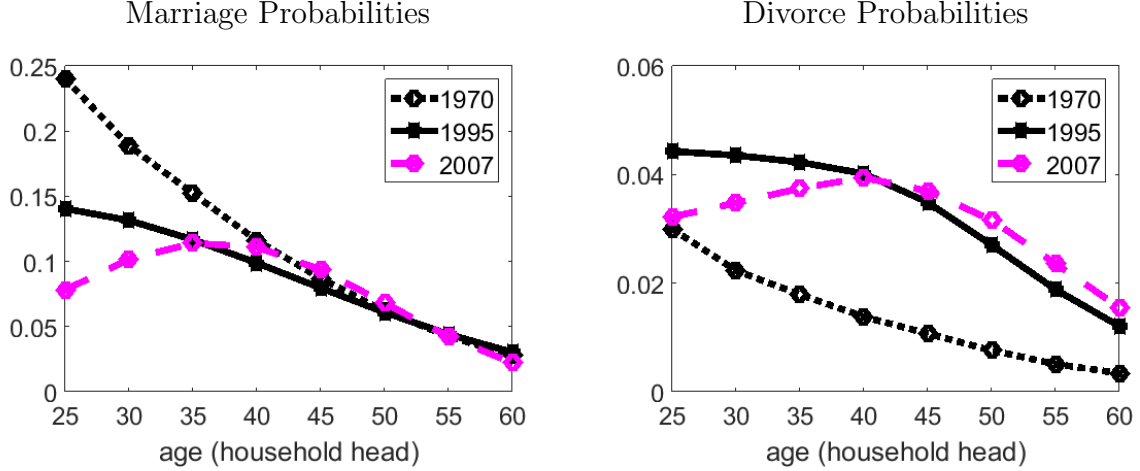 Marriage Probabilities
0.25
0.2
0.15
0.1
0.05
0
25 30 35 40 45 50 55 60
age (household head)
1970
1995
2007
Divorce Probabilities
0.06
0.04
0.02
0
25 30 35 40 45 50 55 60
age (household head)
1970
1995
2007